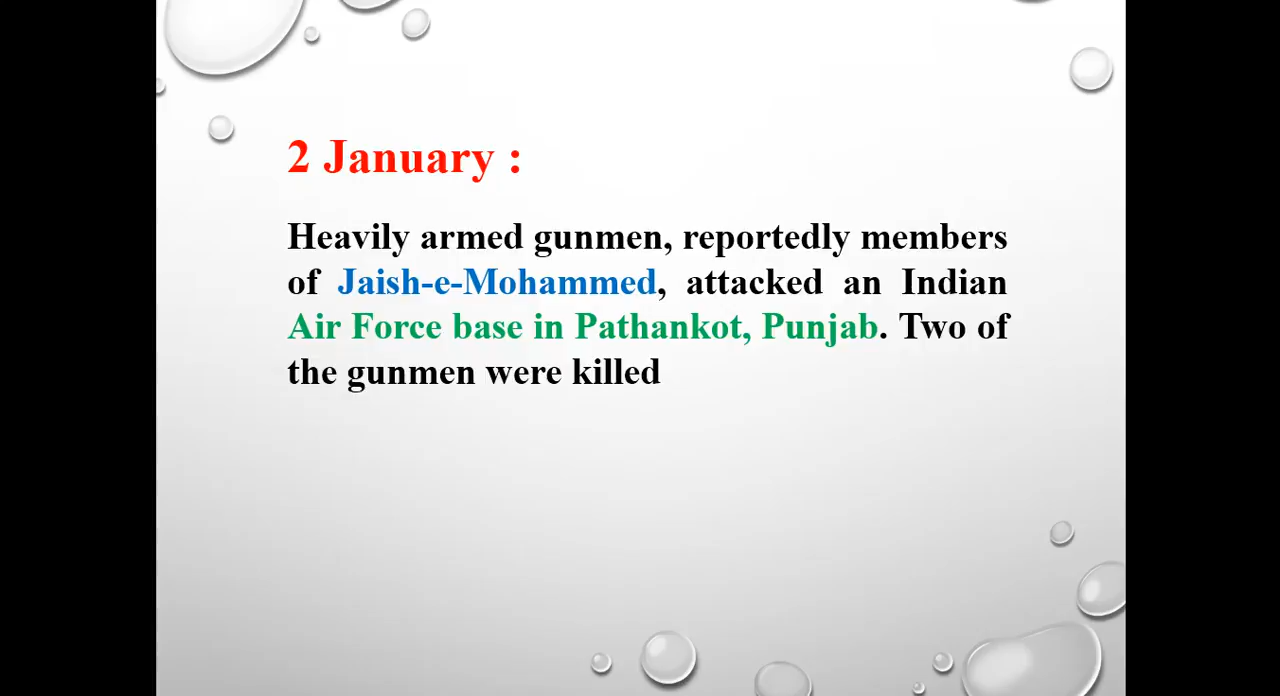 2 January :
Heavily armed gunmen, reportedly members
of Jaish-e-Mohammed, attacked an Indian
Air Force base in Pathankot, Punjab. Two of
the gunmen were killed